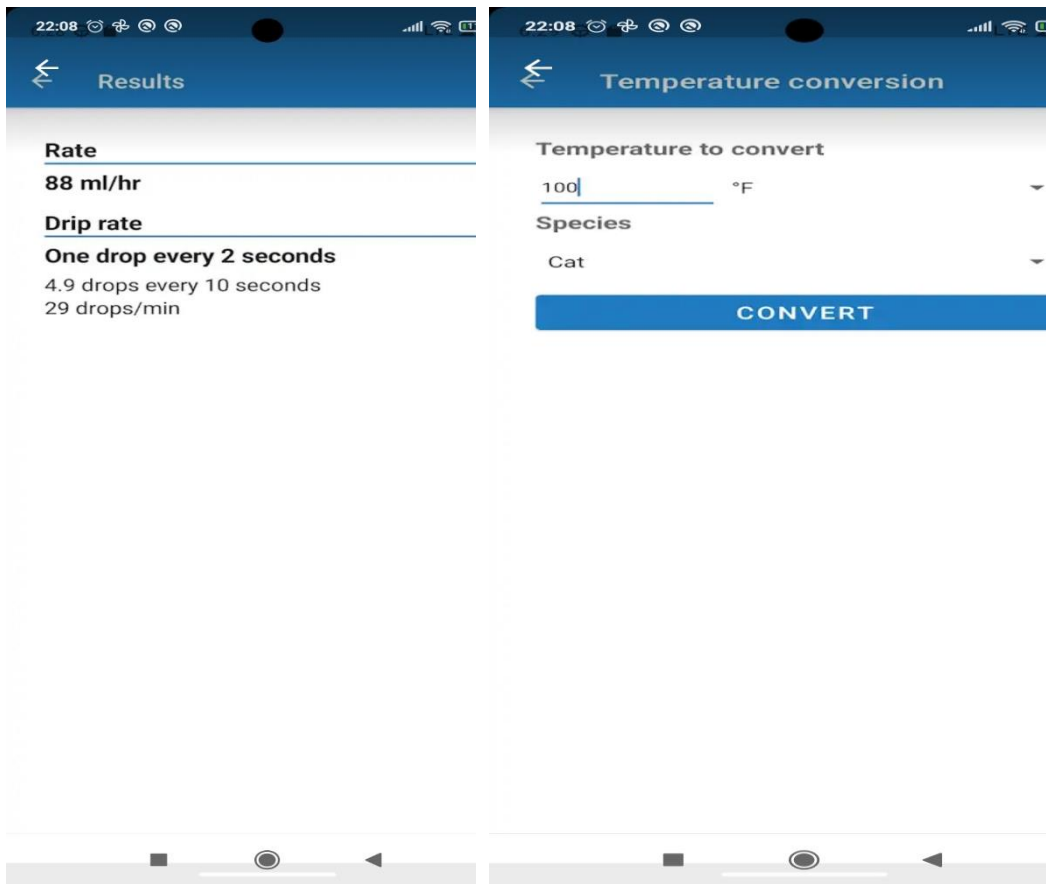 22:08
Results
Rate
88 ml/hr
Drip rate
One drop every 2 seconds
4.9 drops every 10 seconds
29 drops/min
22:08
Temperature conversion
Temperature to convert
100 °F
Species
Cat
CONVERT